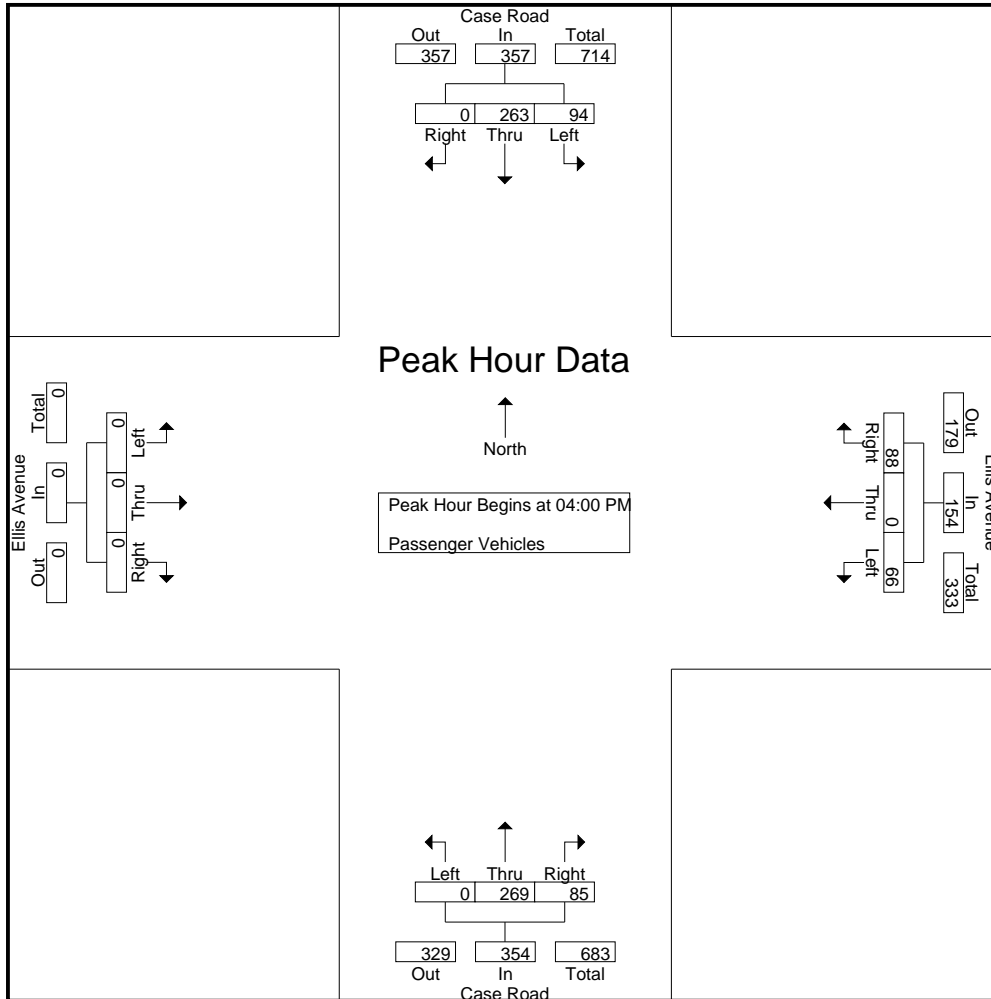 Case Road
Out In Total
357 357 714
0 263 94
Right Thru Left
Peak Hour Data
North
Peak Hour Begins at 04:00 PM
Passenger Vehicles
Ellis Avenue
Total In Out
0 0 0
0 0 0
Left Thru Right
Right Thru Left
88 0 66
179 154 333
Out In Total
Ellis Avenue
Left Thru Right
0 269 85
329 354 683
Out In Total
Case Road